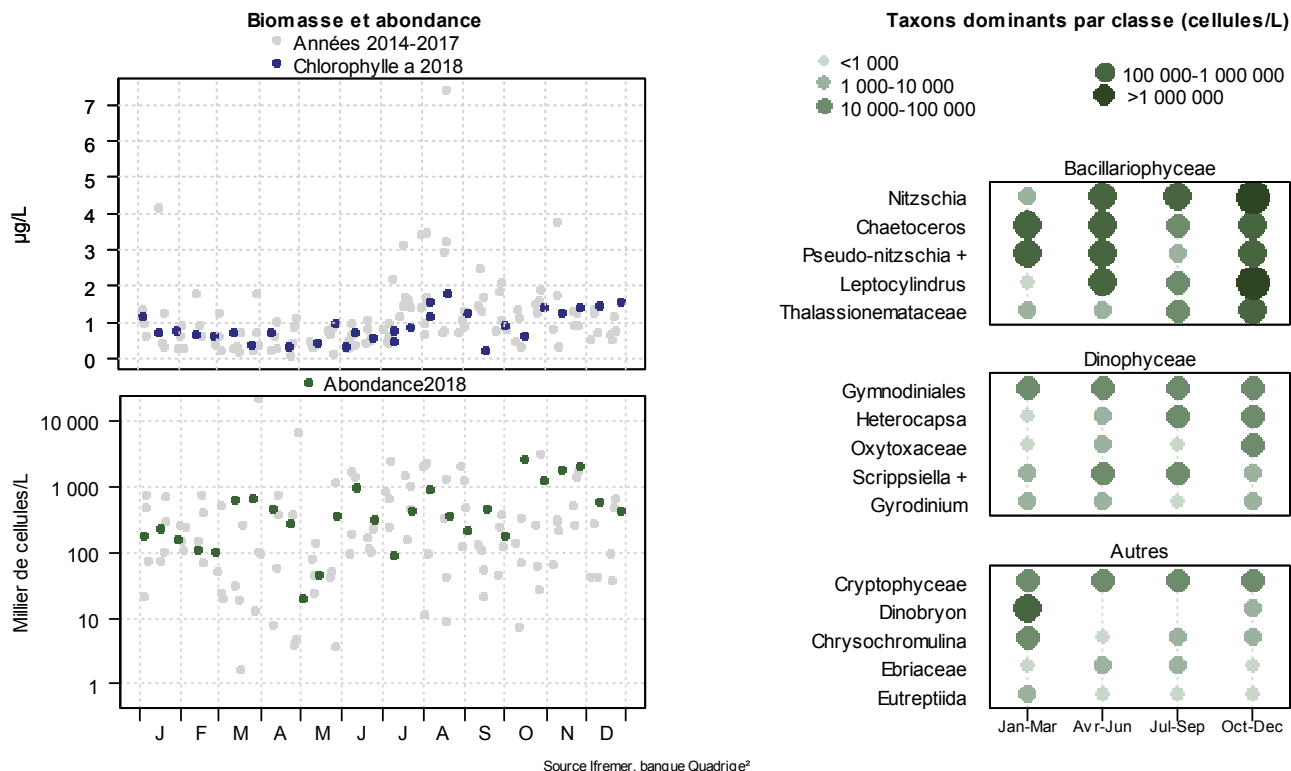 Biomasse et abondance
Années 2014-2017
Chlorophylle a 2018
µg/L
7
6
5
4
3
2
1
0
Abondance2018
Millier de cellules/L
10 000
1 000
100
10
1
J F M A M J J A S O N D
Taxons dominants par classe (cellules/L)
<1 000
1 000-10 000
10 000-100 000
100 000-1 000 000
>1 000 000
Bacillariophyceae
Nitzschia
Chaetoceros
Pseudo-nitzschia +
Leptocylindrus
Thalassionemataceae
Dinophyceae
Gymnodiniales
Heterocapsa
Oxytoxaceae
Scrippsiella +
Gyrodinium
Autres
Cryptophyceae
Dinobryon
Chrysochromulina
Ebriaceae
Eutreptiida
Jan-Mar Avr-Jun Jul-Sep Oct-Dec
Source Ifremer, banque Quadrige²